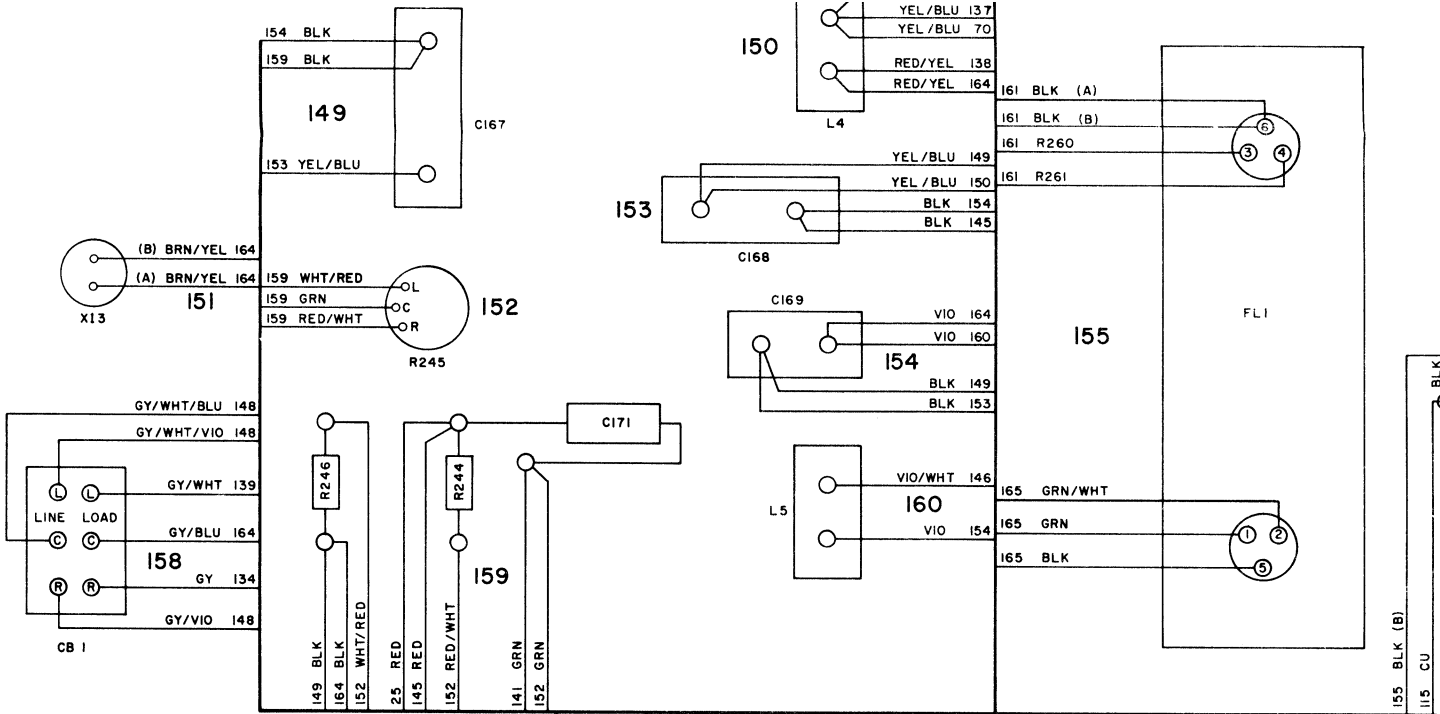 154 BLK
159 BLK
149
153 YEL/BLU
C167
(B) BRN/YEL 164
(A) BRN/YEL 164
151
X13
159 WHT/RED
159 GRN
159 RED/WHT
L
C
R
152
R245
GY/WHT/BLU 148
GY/WHT/VIO 148
GY/WHT 139
GY/BLU 164
GY 134
GY/VIO 148
L L
LINE LOAD
C C
R R
158
CB 1
R246
149 BLK
164 BLK
152 WHT/RED
R244
C171
159
25 RED
145 RED
152 RED/WHT
141 GRN
152 GRN
150
YEL/BLU 137
YEL/BLU 70
RED/YEL 138
RED/YEL 164
L4
153
YEL/BLU 149
YEL/BLU 150
BLK 154
BLK 145
C168
C169
VIO 164
VIO 160
154
BLK 149
BLK 153
L5
VIO/WHT 146
160
VIO 154
161 BLK (A)
161 BLK (B)
161 R260
161 R261
6
3 4
155
FL1
165 GRN/WHT
165 GRN
165 BLK
1 2
5
155 BLK (B)
115 CU
BLK